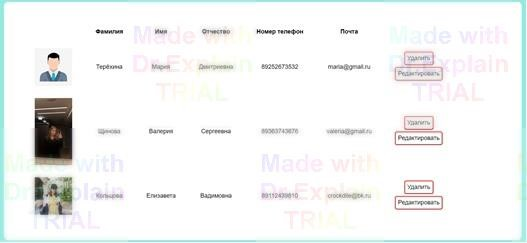 Фамилия Имя Отчество Номер телефон Почта
Made with Made with
Dr.Explain Dr.Explain
TRIAL TRIAL
Терёхина Мария Дмитриевна 89252673532 maria@gmail.ru Удалить
Редактировать
Щинова Валерия Сергеевна 89363743676 valeria@gmail.ru Удалить
Редактировать
Made with Made with
Dr.Explain Dr.Explain
TRIAL TRIAL
Кольцова Елизавета Вадимовна 89112439810 crockdile@bk.ru Удалить
Редактировать